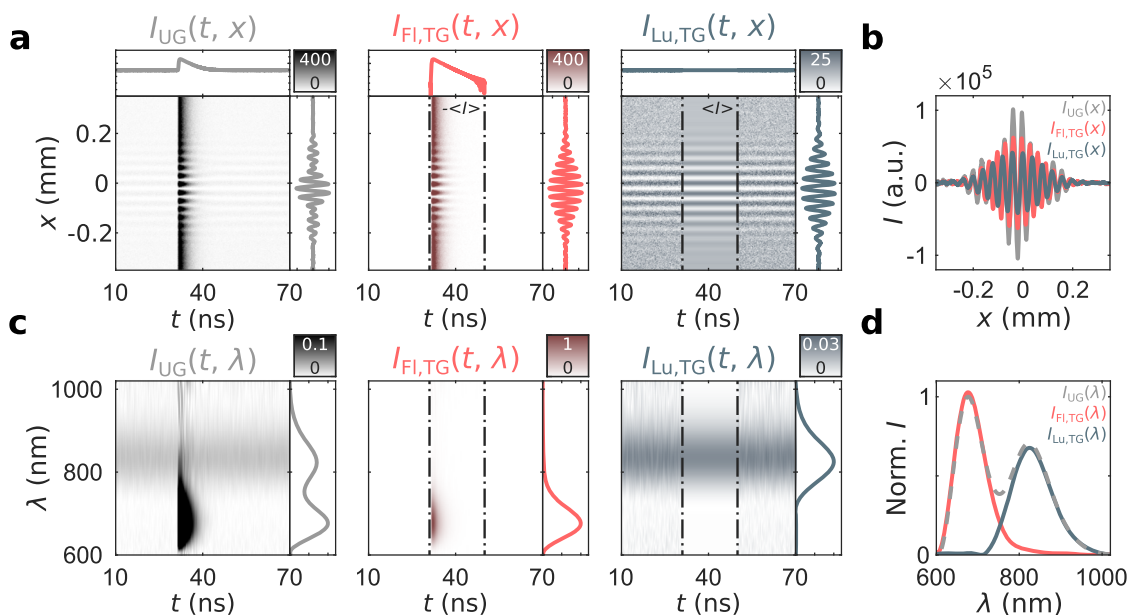 a
I_UG(t, x)
I_Fl,TG(t, x)
I_Lu,TG(t, x)
b
400
0
400
0
25
0
×10⁵
1
0
-1
I (a.u.)
I_UG(x)
I_Fl,TG(x)
I_Lu,TG(x)
-0.2 0 0.2
x (mm)
0.2
0
-0.2
x (mm)
-<I>
<I>
10 40 70
t (ns)
10 40 70
t (ns)
10 40 70
t (ns)
c
I_UG(t, λ)
I_Fl,TG(t, λ)
I_Lu,TG(t, λ)
d
0.1
0
1
0
0.03
0
1000
800
600
λ (nm)
10 40 70
t (ns)
10 40 70
t (ns)
10 40 70
t (ns)
1
0
Norm. I
I_UG(λ)
I_Fl,TG(λ)
I_Lu,TG(λ)
600 800 1000
λ (nm)